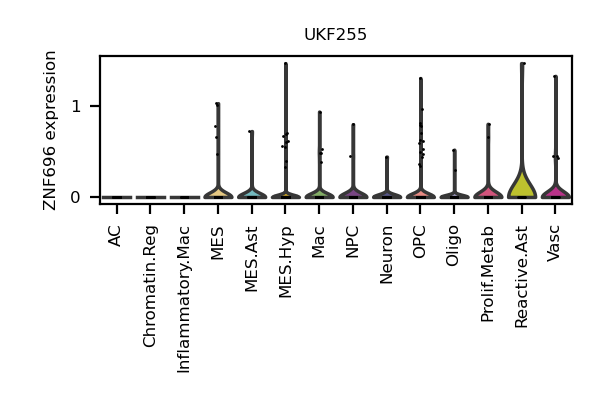 UKF255
ZNF696 expression
1
0
AC
Chromatin.Reg
Inflammatory.Mac
MES
MES.Ast
MES.Hyp
Mac
NPC
Neuron
OPC
Oligo
Prolif.Metab
Reactive.Ast
Vasc